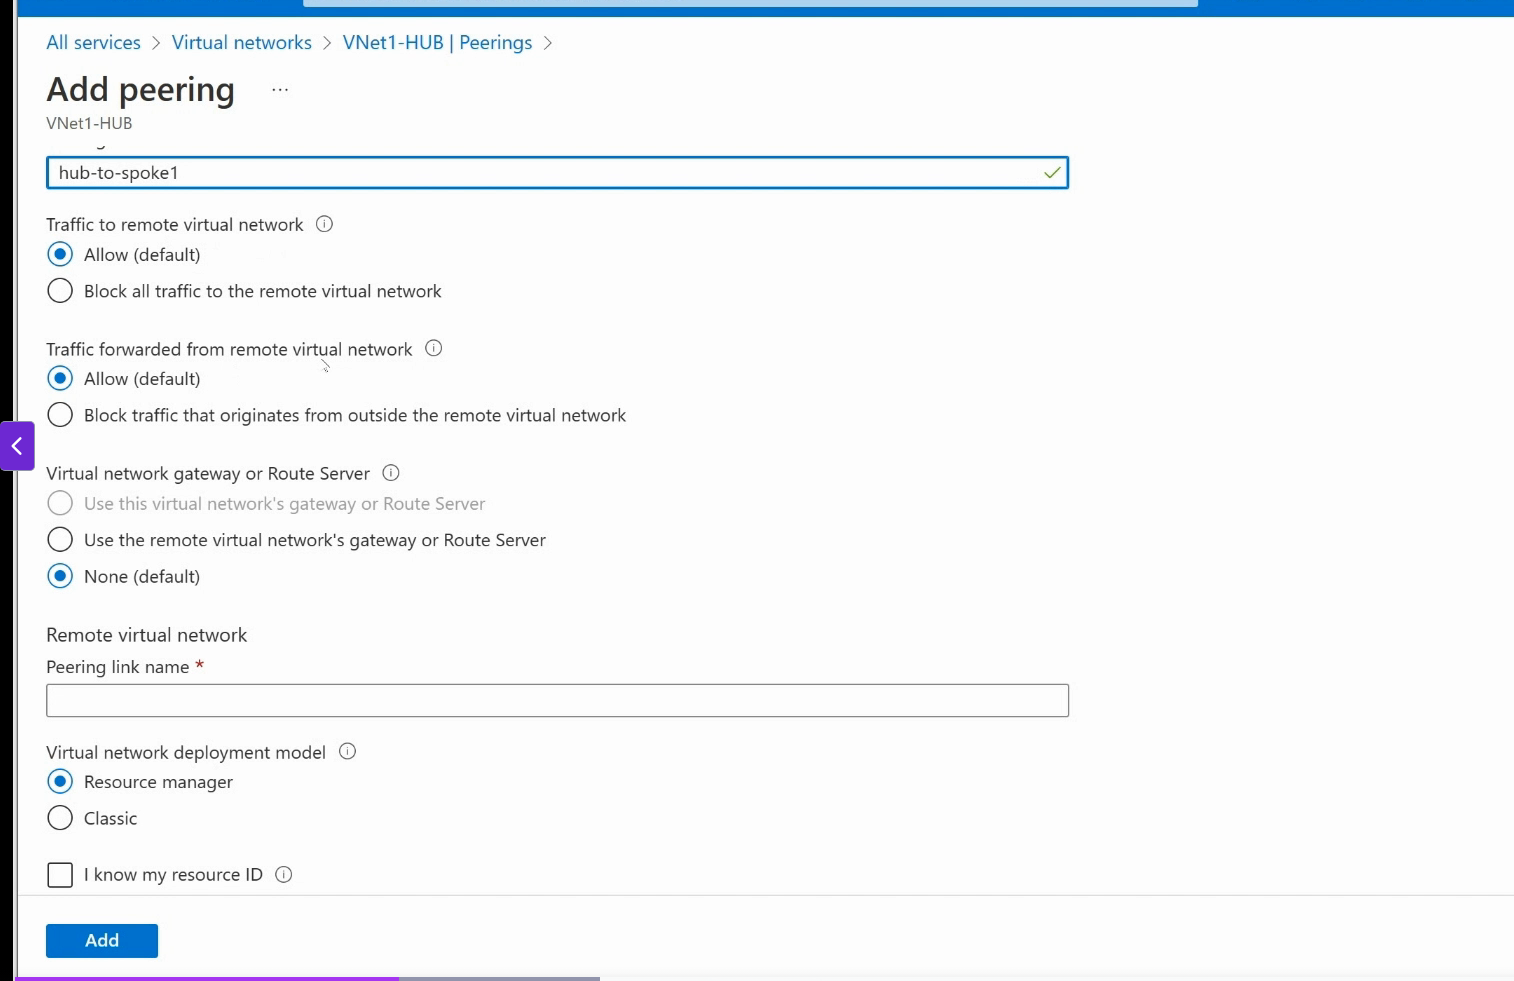 All services > Virtual networks > VNet1-HUB | Peerings >
Add peering ...
VNet1-HUB
hub-to-spoke1
Traffic to remote virtual network
Allow (default)
Block all traffic to the remote virtual network
Traffic forwarded from remote virtual network
Allow (default)
Block traffic that originates from outside the remote virtual network
Virtual network gateway or Route Server
Use this virtual network's gateway or Route Server
Use the remote virtual network's gateway or Route Server
None (default)
Remote virtual network
Peering link name *
Virtual network deployment model
Resource manager
Classic
I know my resource ID
Add